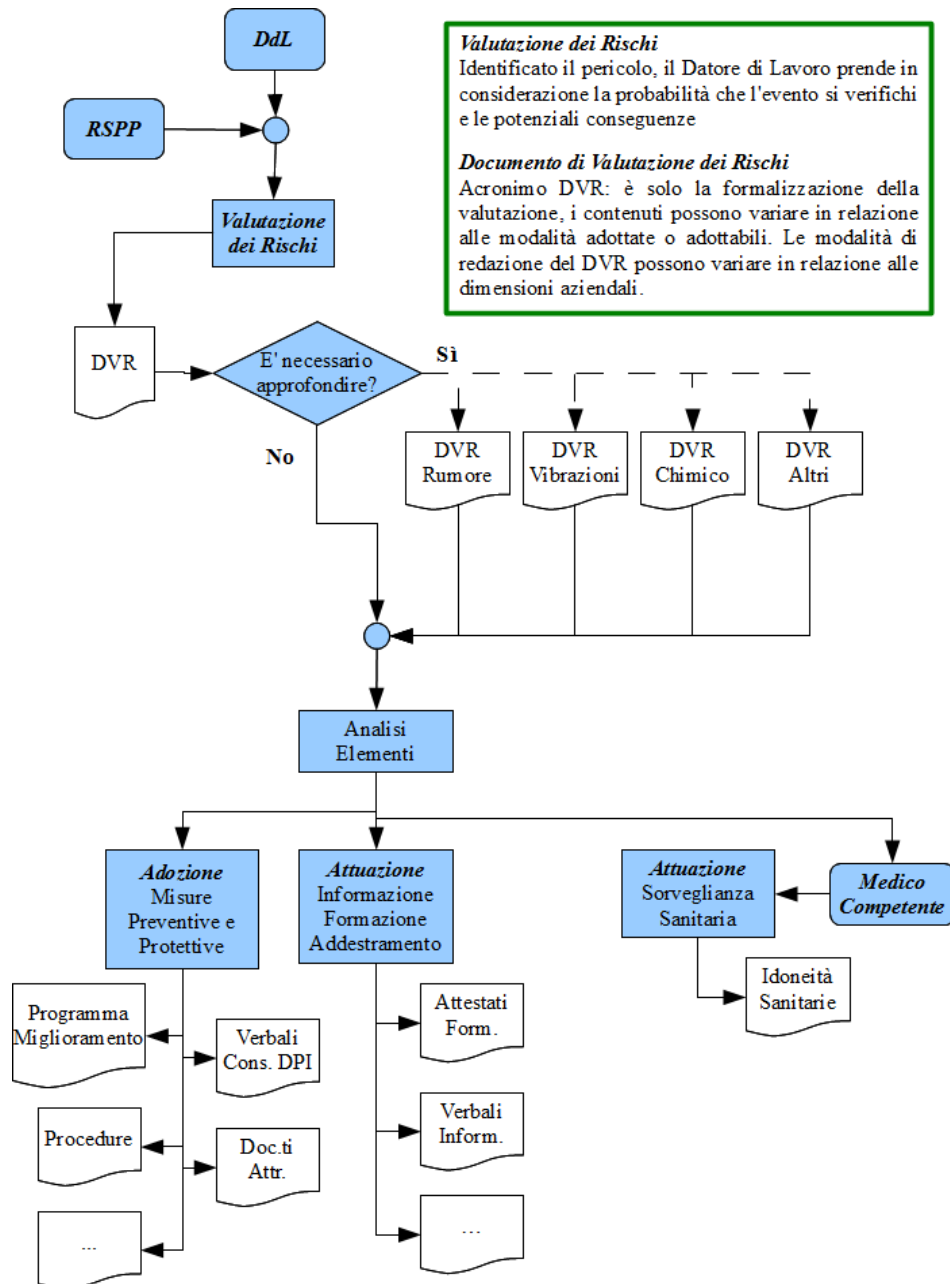 DdL
Valutazione dei Rischi
Identificato il pericolo, il Datore di Lavoro prende in
considerazione la probabilità che l'evento si verifichi
e le potenziali conseguenze
Documento di Valutazione dei Rischi
Acronimo DVR: è solo la formalizzazione della
valutazione, i contenuti possono variare in relazione
alle modalità adottate o adottabili. Le modalità di
redazione del DVR possono variare in relazione alle
dimensioni aziendali.
RSPP
Valutazione
dei Rischi
DVR
E' necessario
approfondire?
Sì
No
DVR
Rumore
DVR
Vibrazioni
DVR
Chimico
DVR
Altri
Analisi
Elementi
Adozione
Misure
Preventive e
Protettive
Attuazione
Informazione
Formazione
Addestramento
Attuazione
Sorveglianza
Sanitaria
Medico
Competente
Programma
Miglioramento
Verbali
Cons. DPI
Procedure
Doc.ti
Attr.
...
Attestati
Form.
Verbali
Inform.
...
Idoneità
Sanitarie